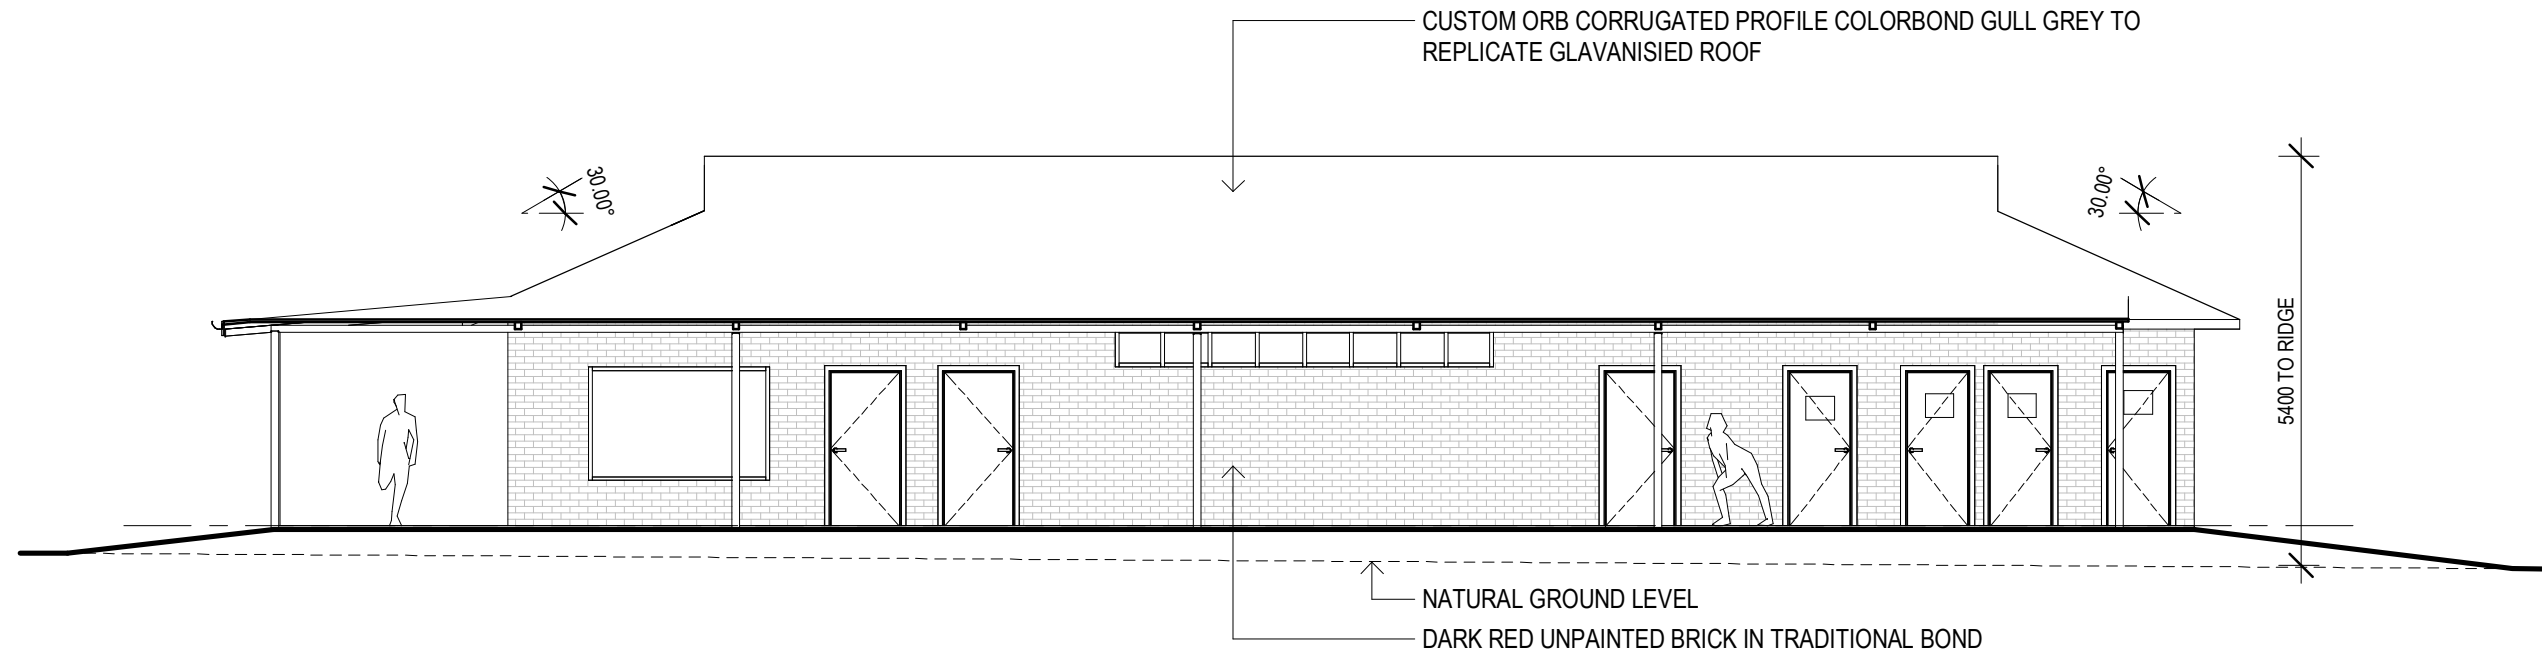 CUSTOM ORB CORRUGATED PROFILE COLORBOND GULL GREY TO
REPLICATE GLAVANISIED ROOF
30.00°
30.00°
5400 TO RIDGE
NATURAL GROUND LEVEL
DARK RED UNPAINTED BRICK IN TRADITIONAL BOND